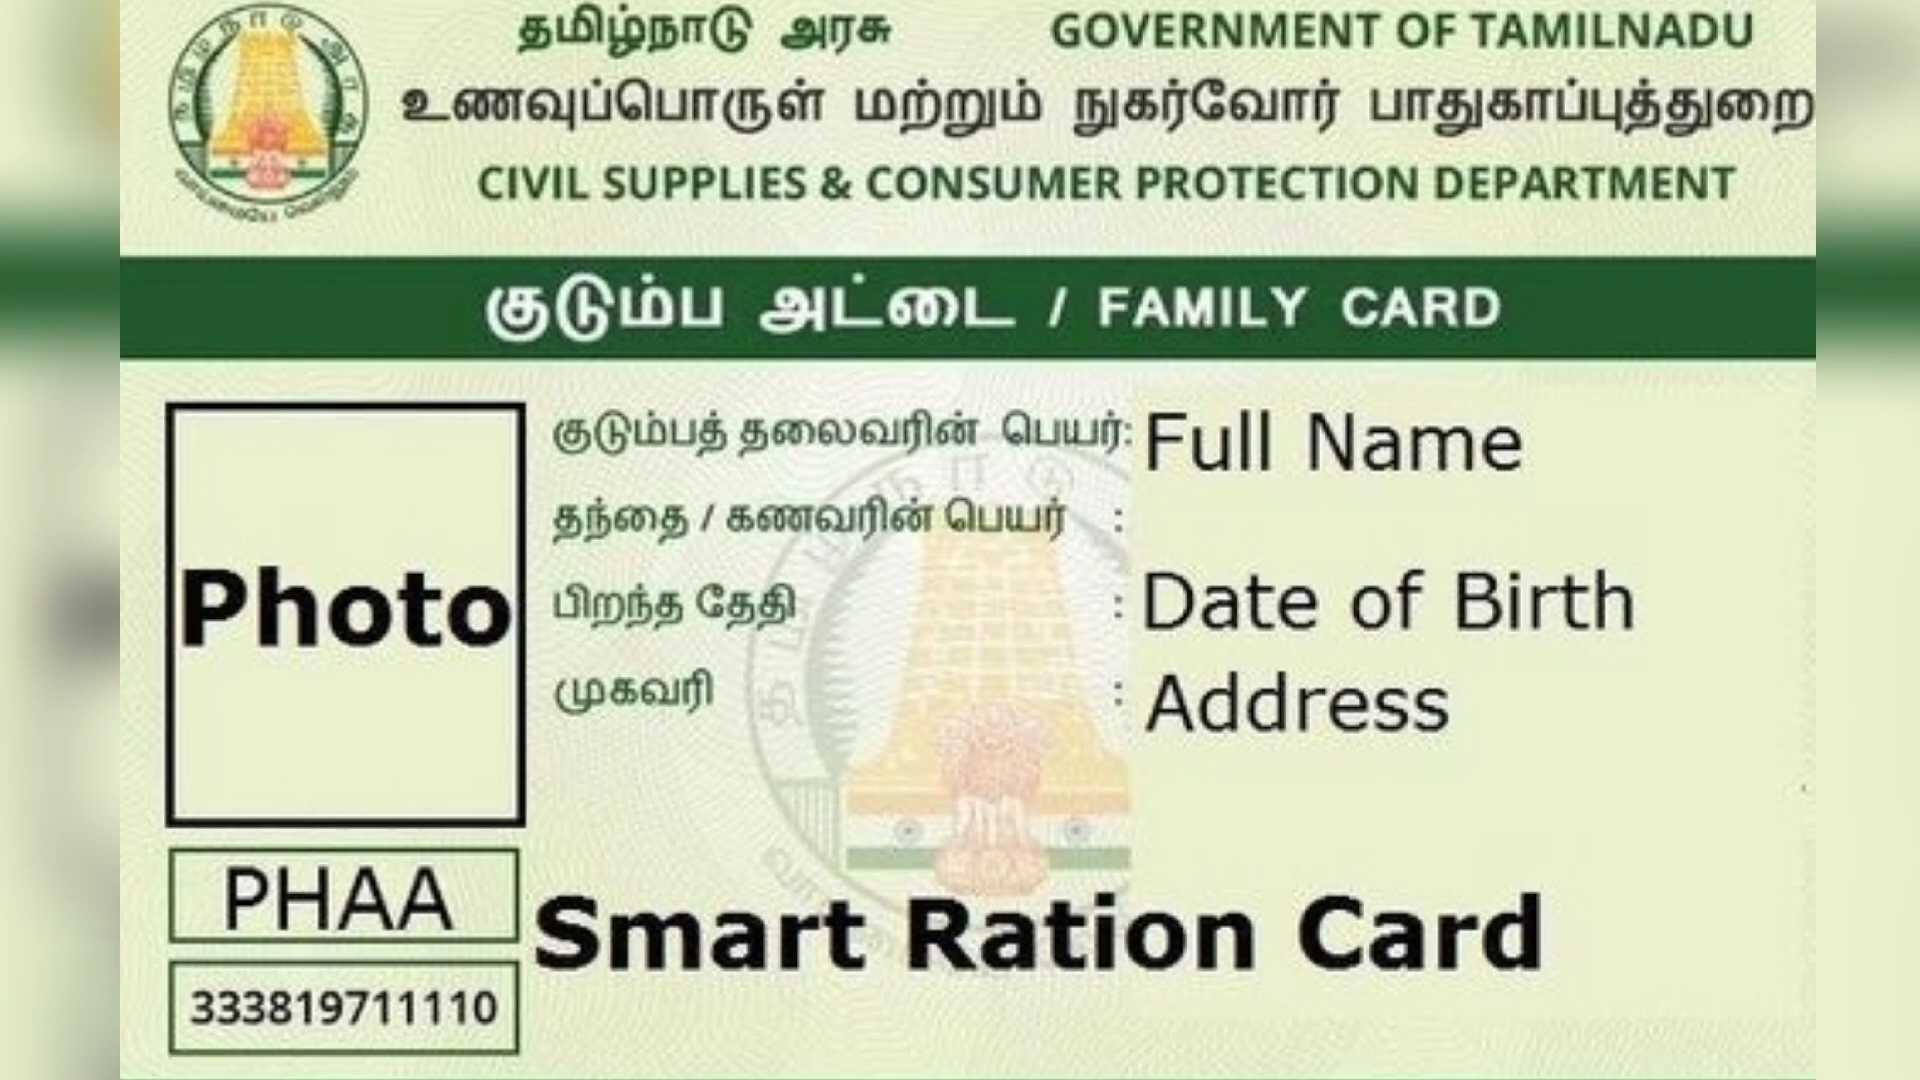 தமிழ்நாடு அரசு GOVERNMENT OF TAMILNADU
உணவுப்பொருள் மற்றும் நுகர்வோர் பாதுகாப்புத்துறை
CIVIL SUPPLIES & CONSUMER PROTECTION DEPARTMENT
குடும்ப அட்டை / FAMILY CARD
குடும்பத் தலைவரின் பெயர்: Full Name
தந்தை / கணவரின் பெயர் :
Photo
பிறந்த தேதி : Date of Birth
முகவரி : Address
PHAA
Smart Ration Card
333819711110